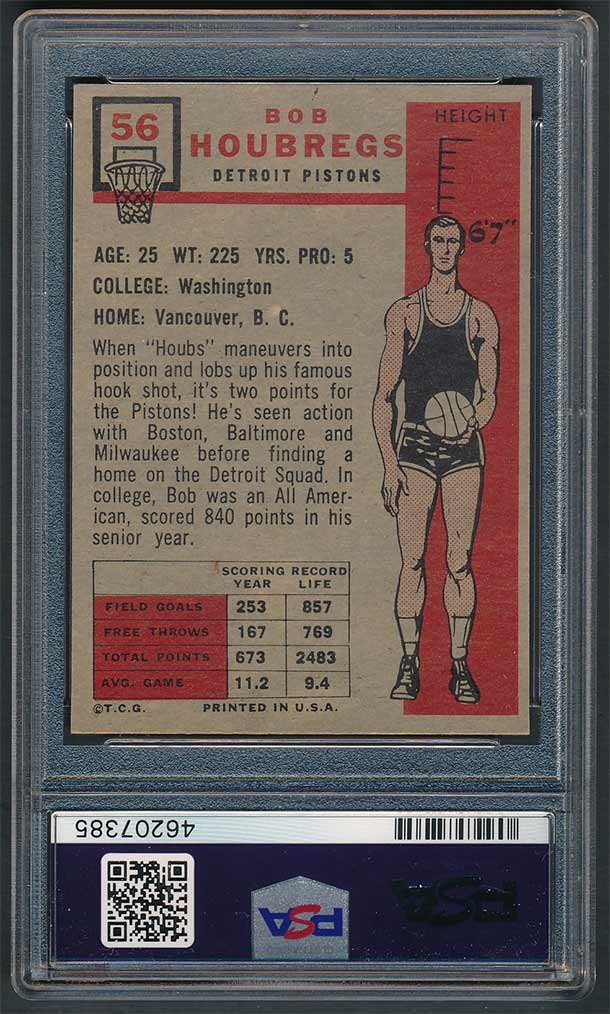 56
BOB
HOUBREGS
DETROIT PISTONS
HEIGHT
6'7"
AGE: 25 WT: 225 YRS. PRO: 5
COLLEGE: Washington
HOME: Vancouver, B. C.
When "Houbs" maneuvers into
position and lobs up his famous
hook shot, it's two points for
the Pistons! He's seen action
with Boston, Baltimore and
Milwaukee before finding a
home on the Detroit Squad. In
college, Bob was an All Amer-
ican, scored 840 points in his
senior year.
SCORING RECORD
YEAR LIFE
FIELD GOALS 253 857
FREE THROWS 167 769
TOTAL POINTS 673 2483
AVG. GAME 11.2 9.4
©T.C.G. PRINTED IN U.S.A.
46207385
PSA
PSA